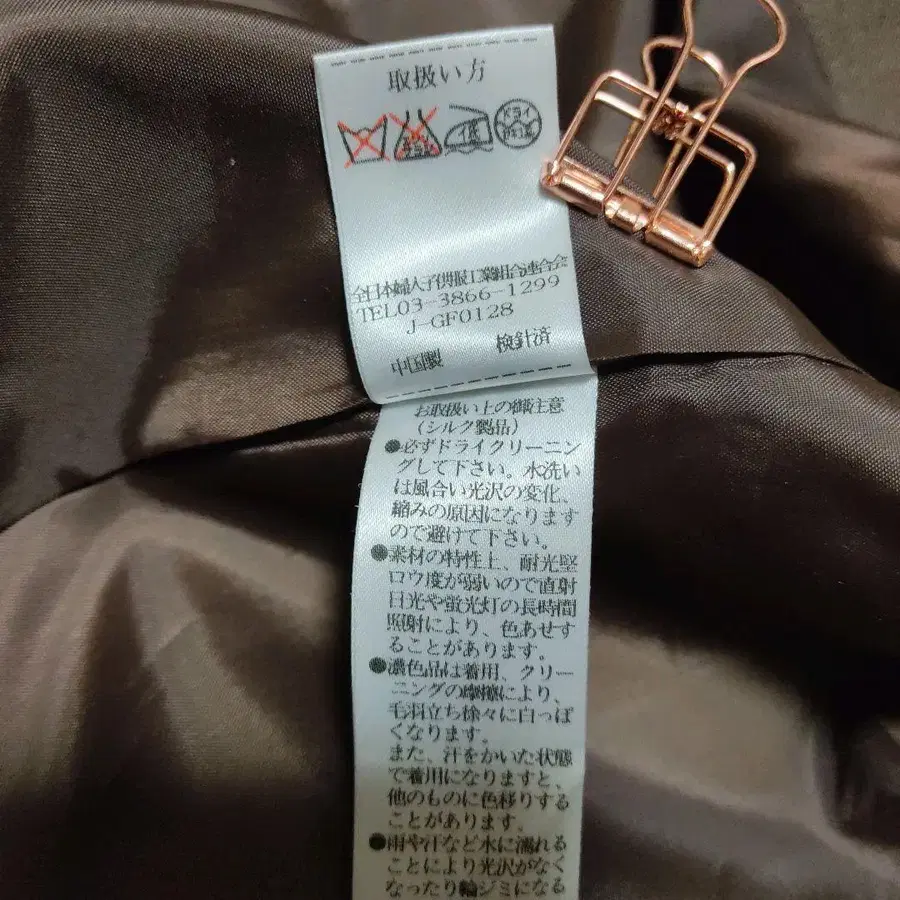 取扱い方
ドライ
全日本婦人子供服工業組合連合会
TEL03-3866-1299
J-GF0128
中国製 検針済
お取扱い上の御注意
(シルク製品)
●必ずドライクリーニン
グして下さい。水洗い
は風合い光沢の変化、
縮みの原因になります
ので避けて下さい。
●素材の特性上、耐光堅
ロウ度が弱いので直射
日光や蛍光灯の長時間
照射により、色あせす
ることがあります。
●濃色品は着用、クリー
ニングの摩擦により、
毛羽立ち徐々に白っぽ
くなります。
また、汗をかいた状態
で着用になりますと、
他のものに色移りする
ことがあります。
●雨や汗など水に濡れる
ことにより光沢がなく
なったり輪ジミになる